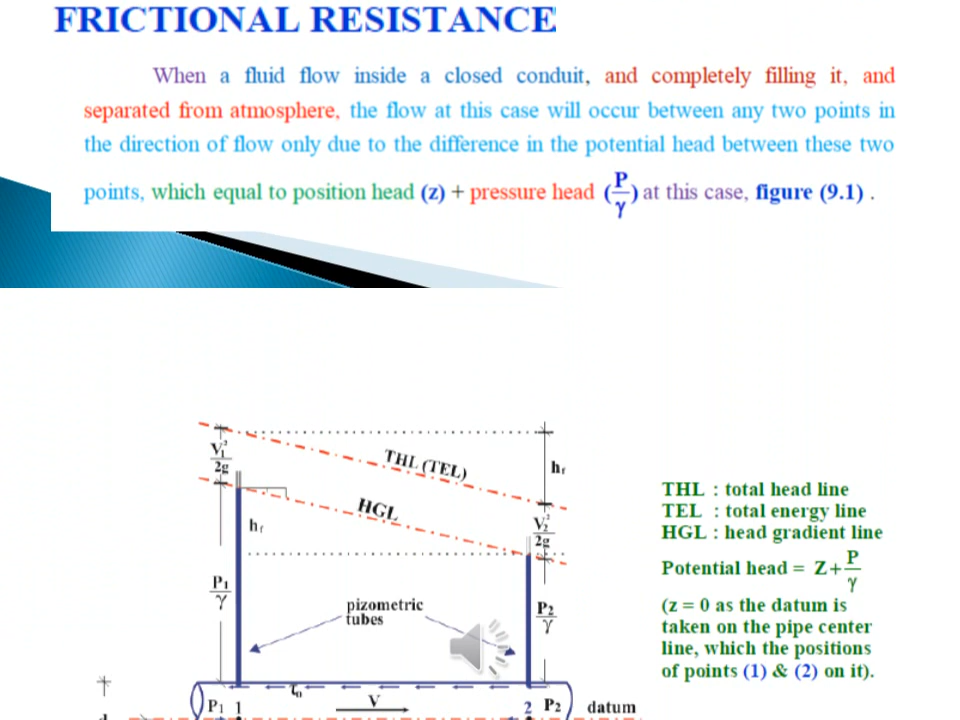 FRICTIONAL RESISTANCE
When a fluid flow inside a closed conduit, and completely filling it, and
separated from atmosphere, the flow at this case will occur between any two points in
the direction of flow only due to the difference in the potential head between these two
points, which equal to position head (z) + pressure head (P/γ) at this case, figure (9.1) .
V₁²/2g
THL (TEL)
hf
HGL
hf
V₂²/2g
P₁/γ
pizometric
tubes
P₂/γ
τ₀
P₁ 1
V
2 P₂
datum
THL : total head line
TEL : total energy line
HGL : head gradient line
Potential head = Z+P/γ
(z = 0 as the datum is
taken on the pipe center
line, which the positions
of points (1) & (2) on it).